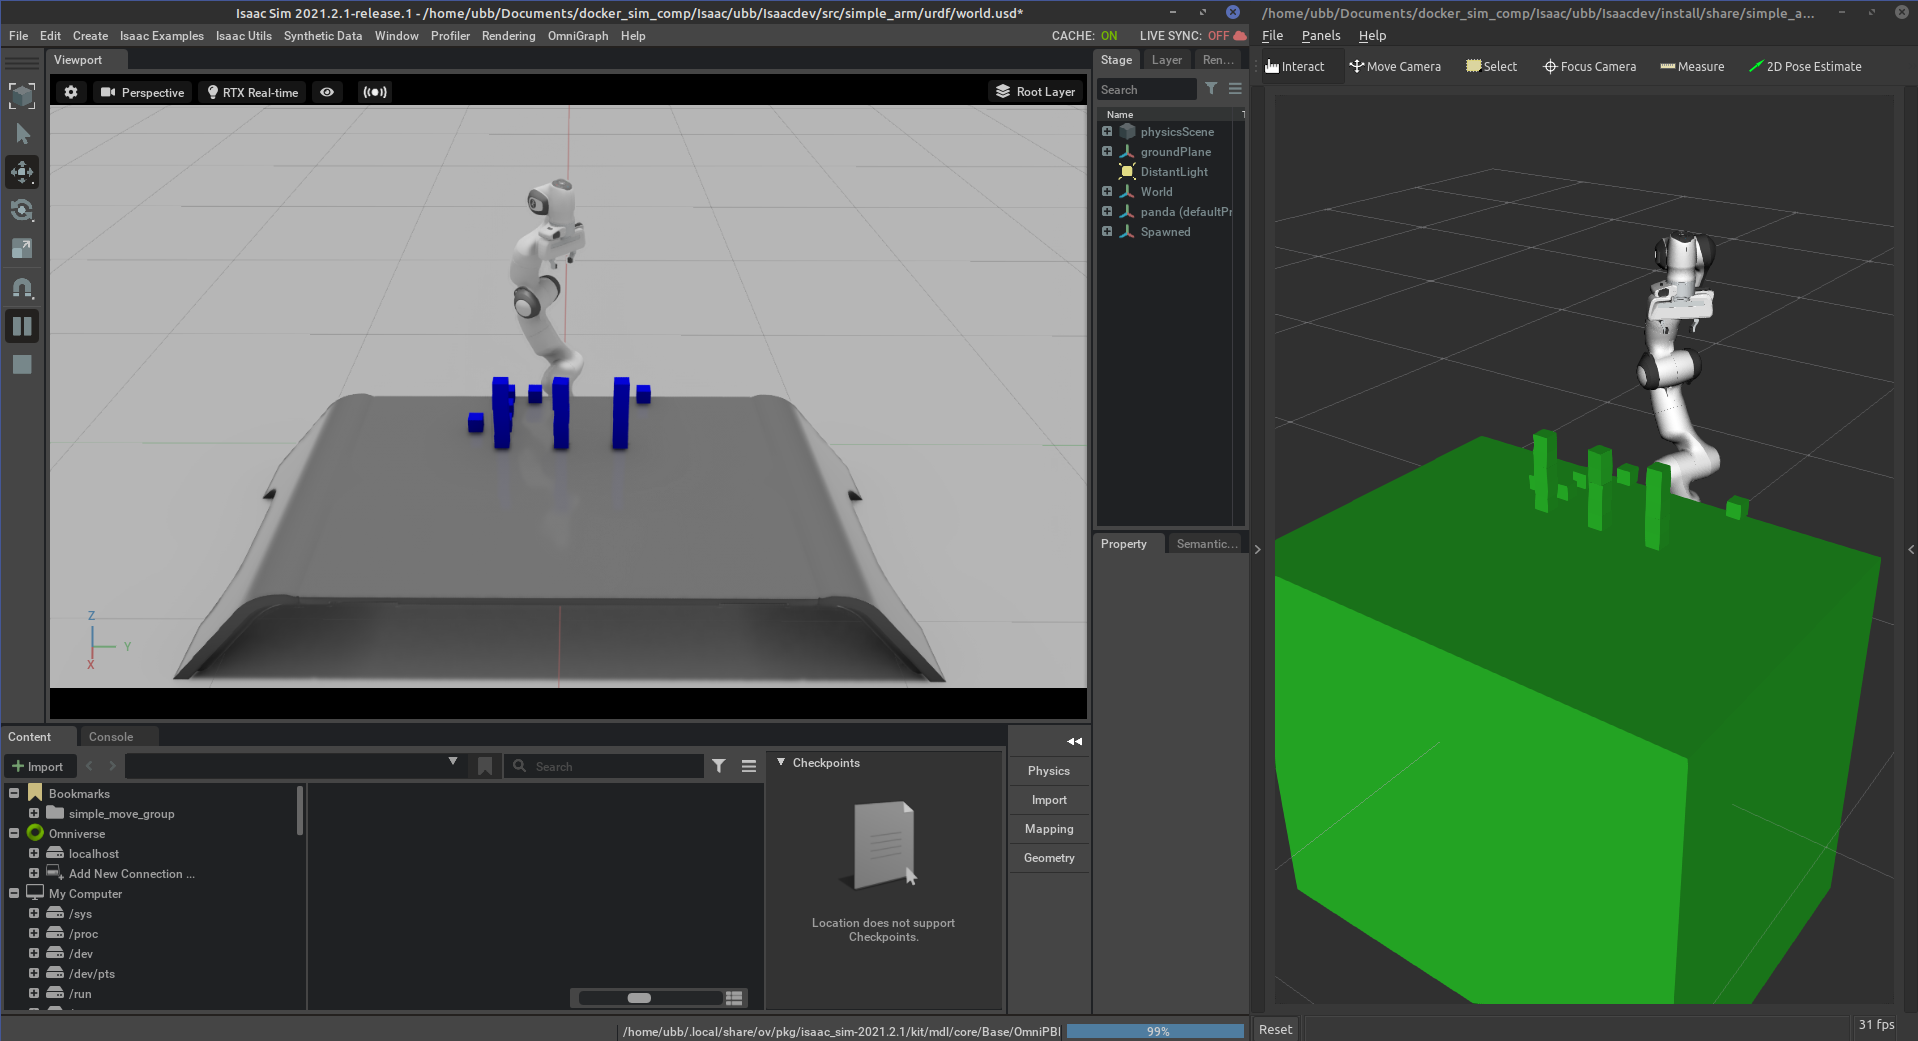 Isaac Sim 2021.2.1-release.1 - /home/ubb/Documents/docker_sim_comp/Isaac/ubb/Isaacdev/src/simple_arm/urdf/world.usd*
File Edit Create Isaac Examples Isaac Utils Synthetic Data Window Profiler Rendering OmniGraph Help
CACHE: ON LIVE SYNC: OFF
Viewport
Perspective RTX Real-time Root Layer
Z
Y
X
Stage Layer Ren...
Search
Name
physicsScene
groundPlane
DistantLight
World
panda (defaultPr
Spawned
Property Semantic...
Content Console
Import
Search
Bookmarks
simple_move_group
Omniverse
localhost
Add New Connection ...
My Computer
/sys
/proc
/dev
/dev/pts
/run
Checkpoints
Location does not support
Checkpoints.
Physics
Import
Mapping
Geometry
/home/ubb/.local/share/ov/pkg/isaac_sim-2021.2.1/kit/mdl/core/Base/OmniPBI
99%
/home/ubb/Documents/docker_sim_comp/Isaac/ubb/Isaacdev/install/share/simple_a...
File Panels Help
Interact Move Camera Select Focus Camera Measure 2D Pose Estimate
Reset
31 fps